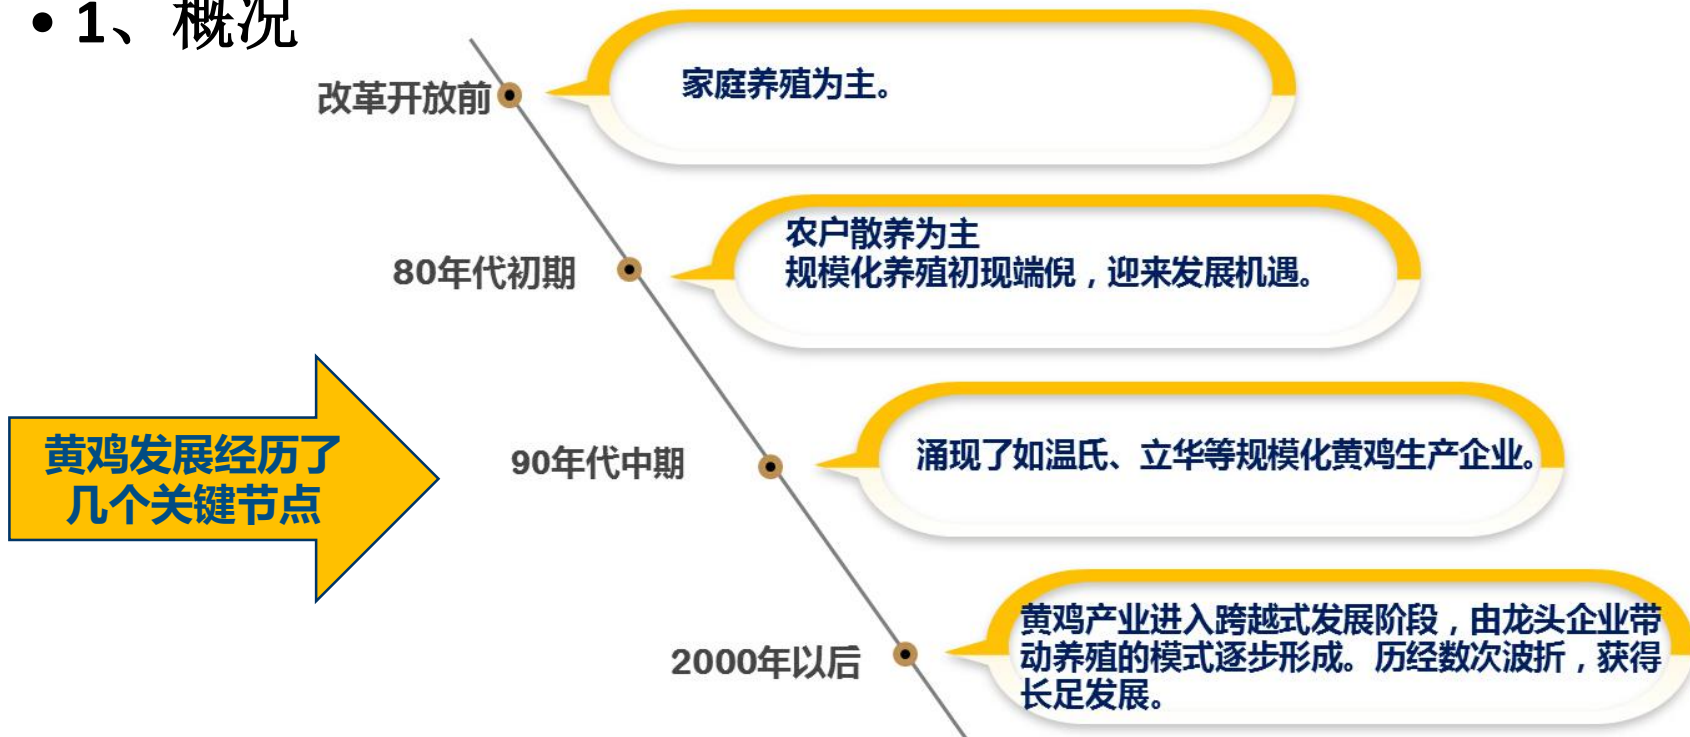 • 1、概况
改革开放前
家庭养殖为主。
80年代初期
农户散养为主
规模化养殖初现端倪，迎来发展机遇。
黄鸡发展经历了
几个关键节点
90年代中期
涌现了如温氏、立华等规模化黄鸡生产企业。
2000年以后
黄鸡产业进入跨越式发展阶段，由龙头企业带
动养殖的模式逐步形成。历经数次波折，获得
长足发展。